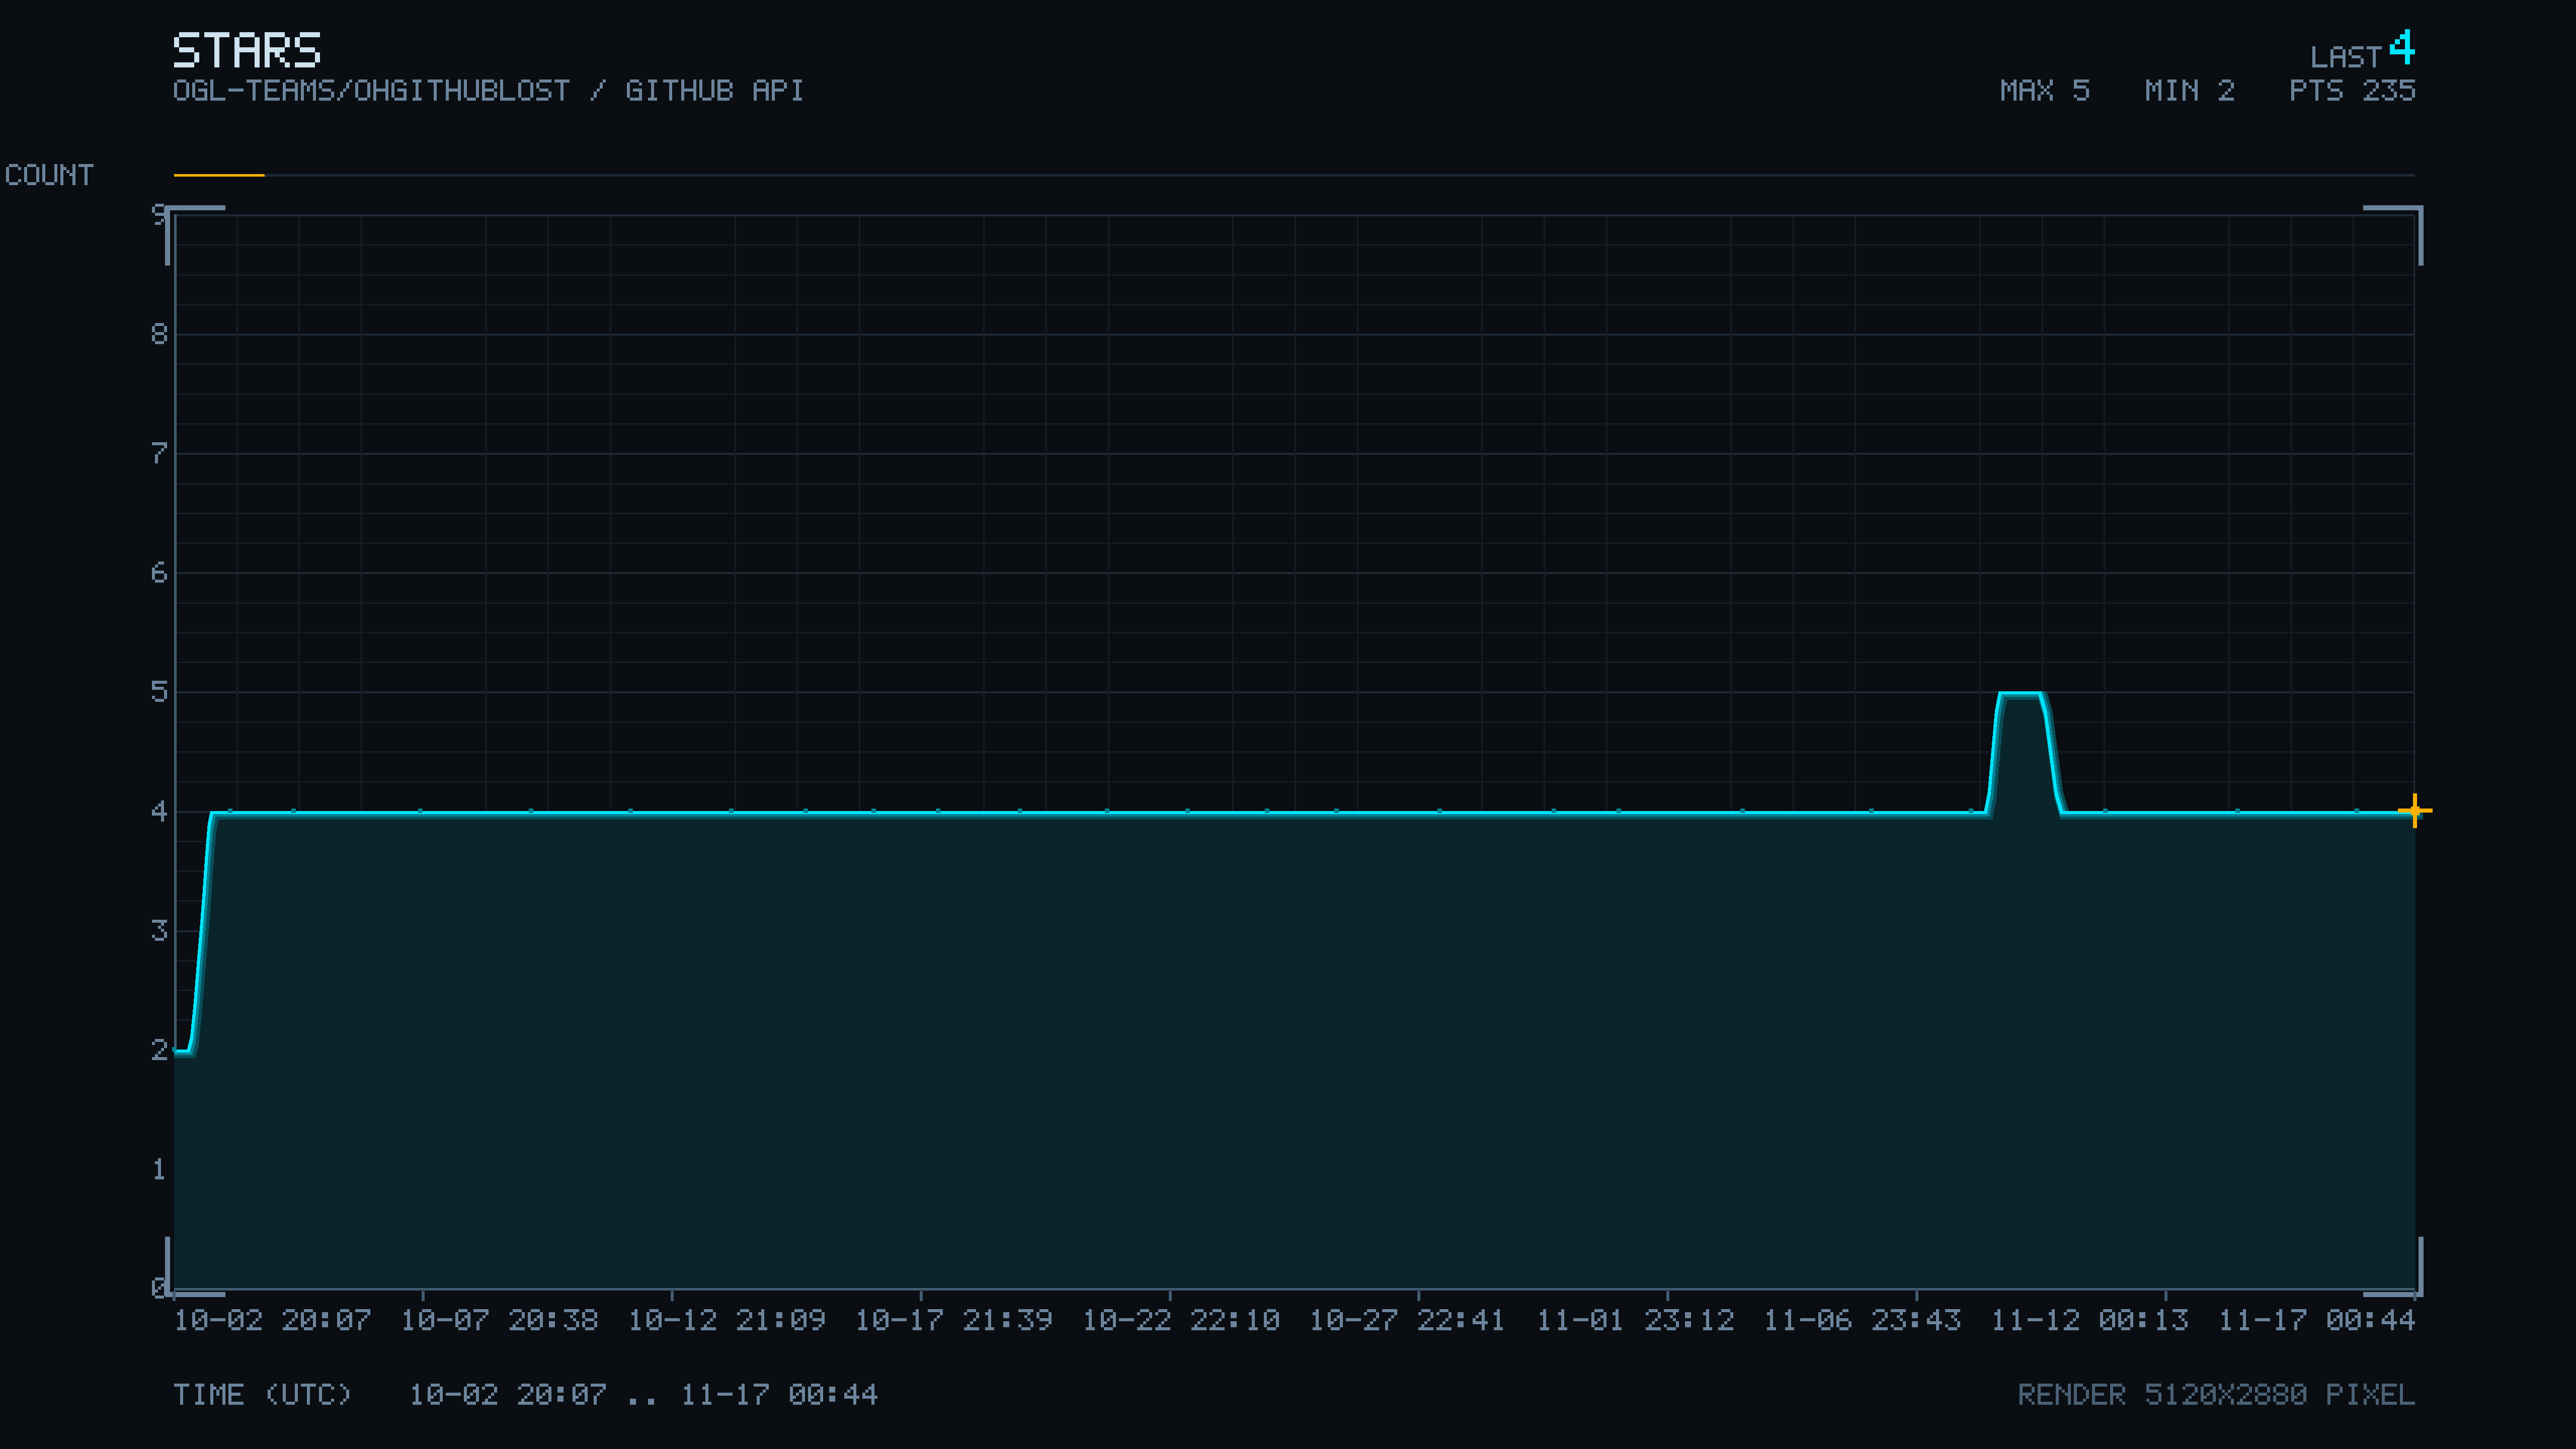 STARS
LAST 4
OGL-TEAMS/OHGITHUBLOST / GITHUB API
MAX 5 MIN 2 PTS 235
COUNT
9
8
7
6
5
4
3
2
1
0
10-02 20:07 10-07 20:38 10-12 21:09 10-17 21:39 10-22 22:10 10-27 22:41 11-01 23:12 11-06 23:43 11-12 00:13 11-17 00:44
TIME (UTC) 10-02 20:07 .. 11-17 00:44
RENDER 5120X2880 PIXEL